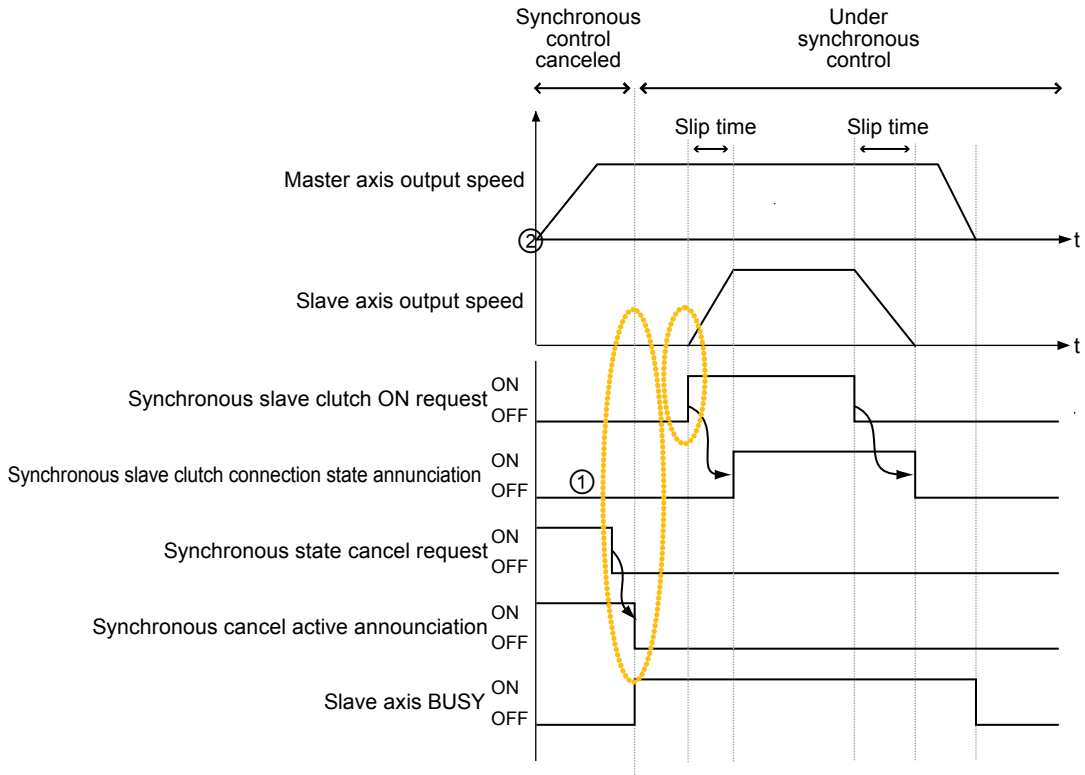 Synchronous
control
canceled
Under
synchronous
control
Slip time
Slip time
Master axis output speed
②
t
Slave axis output speed
t
Synchronous slave clutch ON request
ON
OFF
Synchronous slave clutch connection state annunciation
ON
OFF
①
Synchronous state cancel request
ON
OFF
Synchronous cancel active announciation
ON
OFF
Slave axis BUSY
ON
OFF